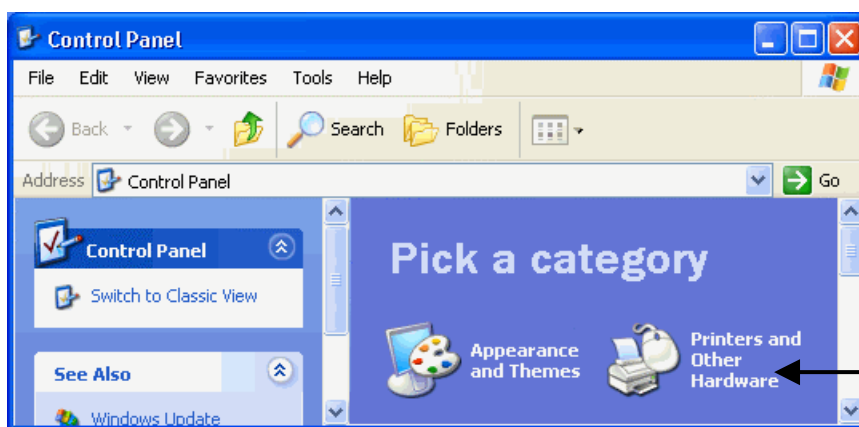 Control Panel
File Edit View Favorites Tools Help
Back Search Folders
Address Control Panel Go
Control Panel
Switch to Classic View
See Also
Windows Update
Pick a category
Appearance
and Themes
Printers and
Other
Hardware